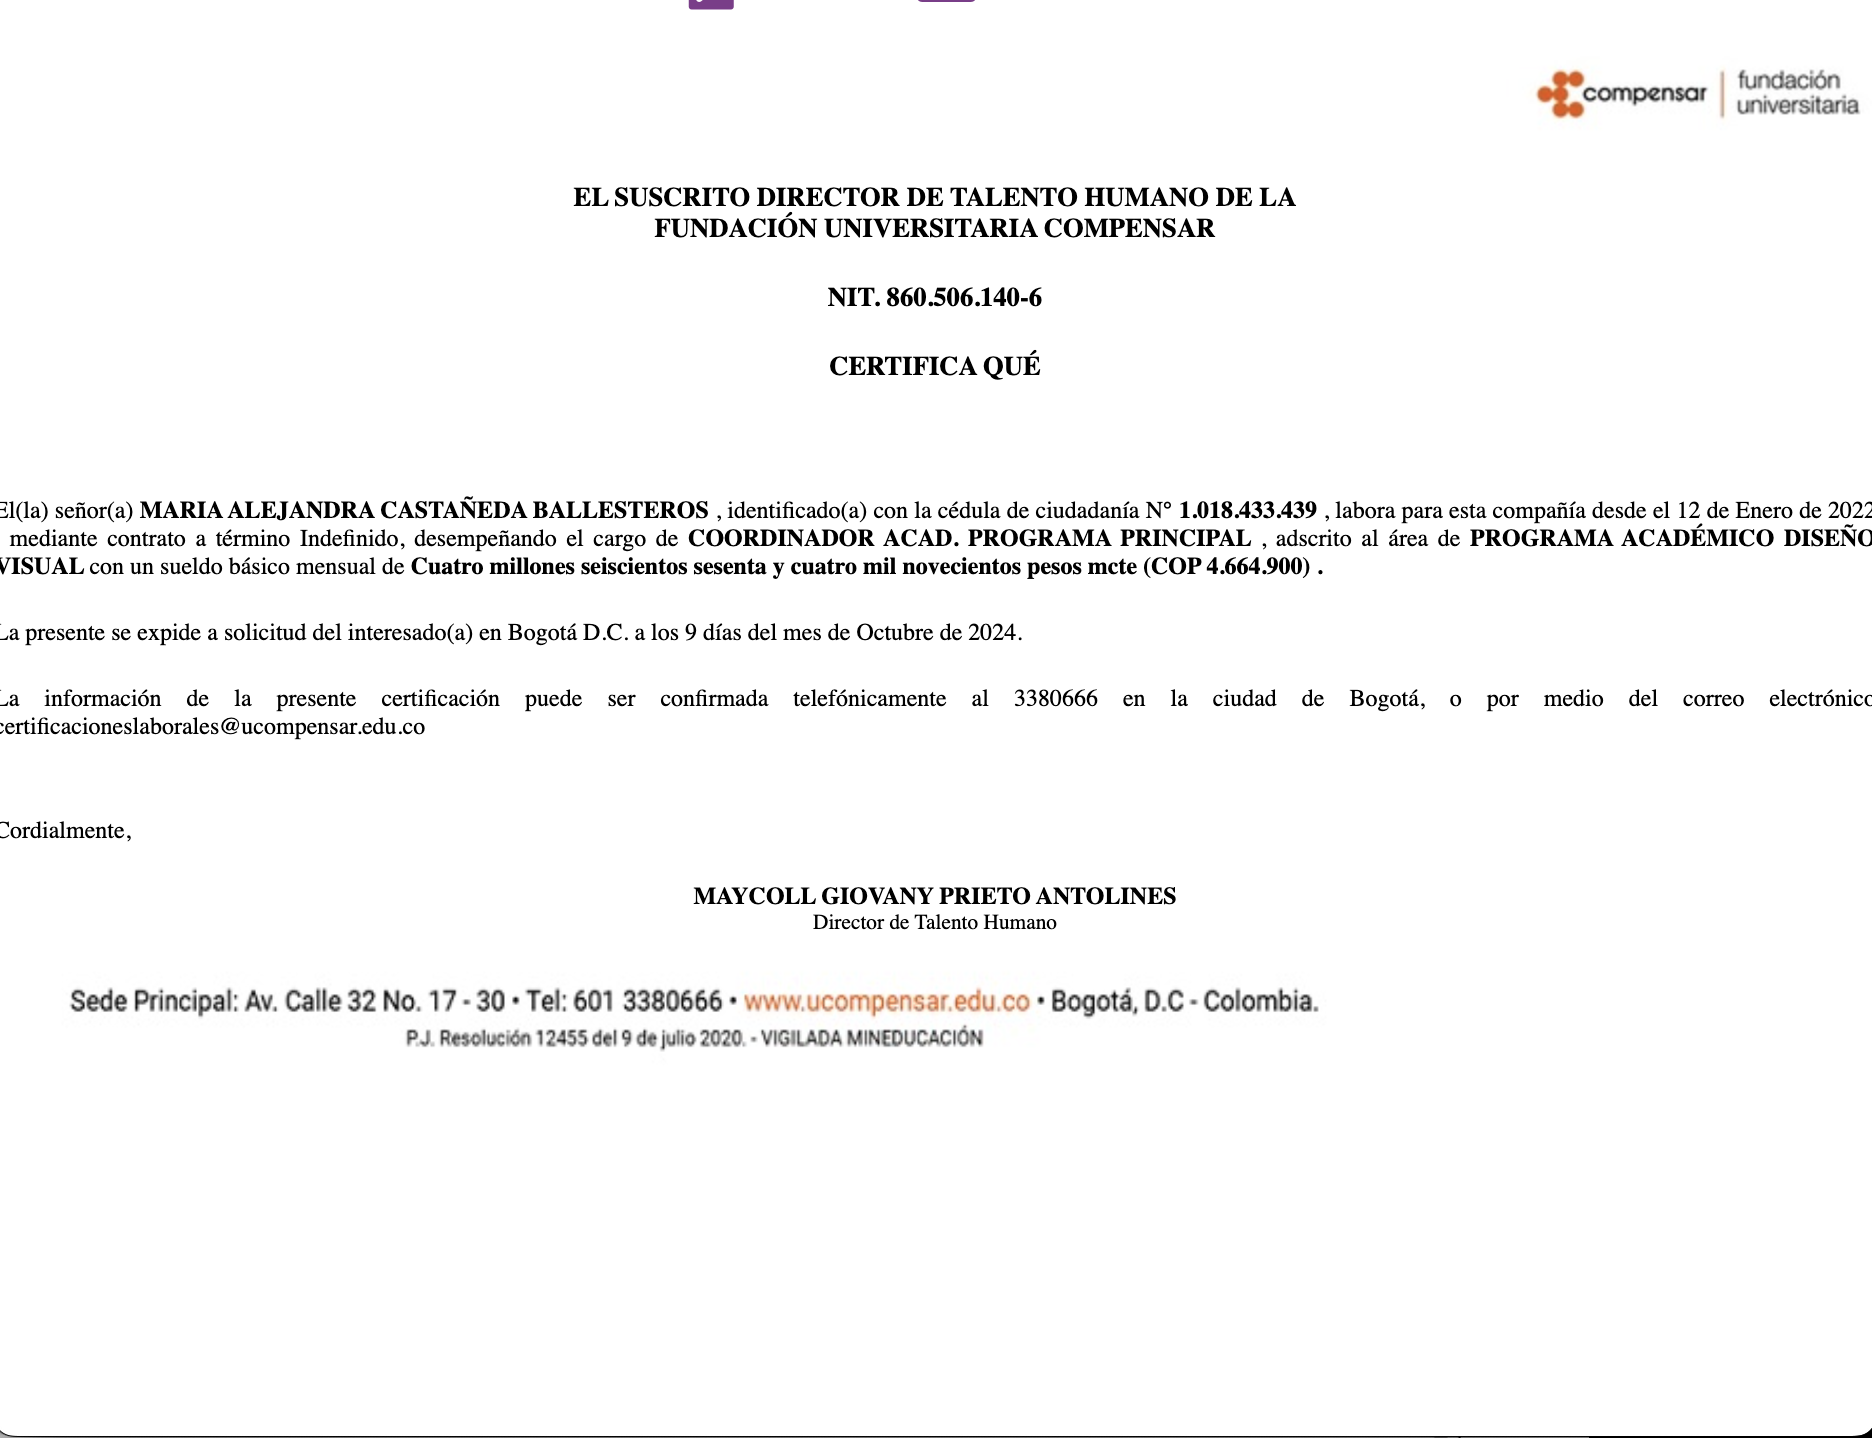 compensar
fundación
universitaria
EL SUSCRITO DIRECTOR DE TALENTO HUMANO DE LA
FUNDACIÓN UNIVERSITARIA COMPENSAR
NIT. 860.506.140-6
CERTIFICA QUÉ
El(la) señor(a) MARIA ALEJANDRA CASTAÑEDA BALLESTEROS , identificado(a) con la cédula de ciudadanía N° 1.018.433.439 , labora para esta compañía desde el 12 de Enero de 2022
mediante contrato a término Indefinido, desempeñando el cargo de COORDINADOR ACAD. PROGRAMA PRINCIPAL , adscrito al área de PROGRAMA ACADÉMICO DISEÑO
VISUAL con un sueldo básico mensual de Cuatro millones seiscientos sesenta y cuatro mil novecientos pesos mcte (COP 4.664.900) .
La presente se expide a solicitud del interesado(a) en Bogotá D.C. a los 9 días del mes de Octubre de 2024.
La información de la presente certificación puede ser confirmada telefónicamente al 3380666 en la ciudad de Bogotá, o por medio del correo electrónico
certificacioneslaborales@ucompensar.edu.co
Cordialmente,
MAYCOLL GIOVANY PRIETO ANTOLINES
Director de Talento Humano
Sede Principal: Av. Calle 32 No. 17 - 30 • Tel: 601 3380666 • www.ucompensar.edu.co • Bogotá, D.C - Colombia.
P.J. Resolución 12455 del 9 de julio 2020. - VIGILADA MINEDUCACIÓN